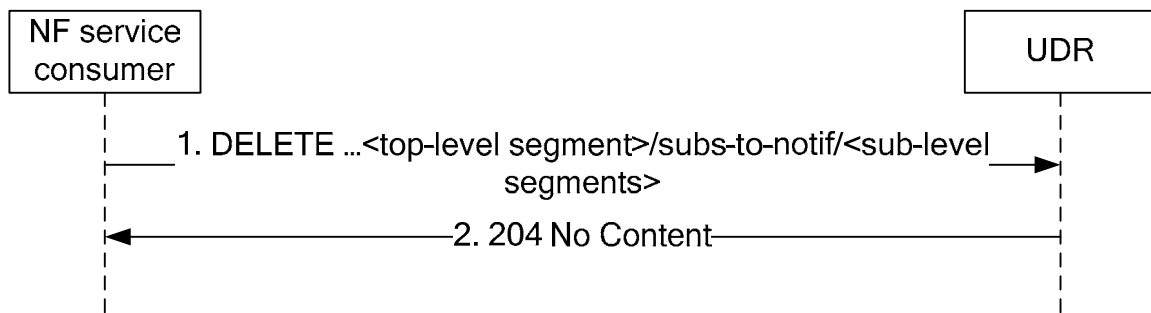 NF service
consumer
UDR
1. DELETE ...<top-level segment>/subs-to-notif/<sub-level
segments>
2. 204 No Content